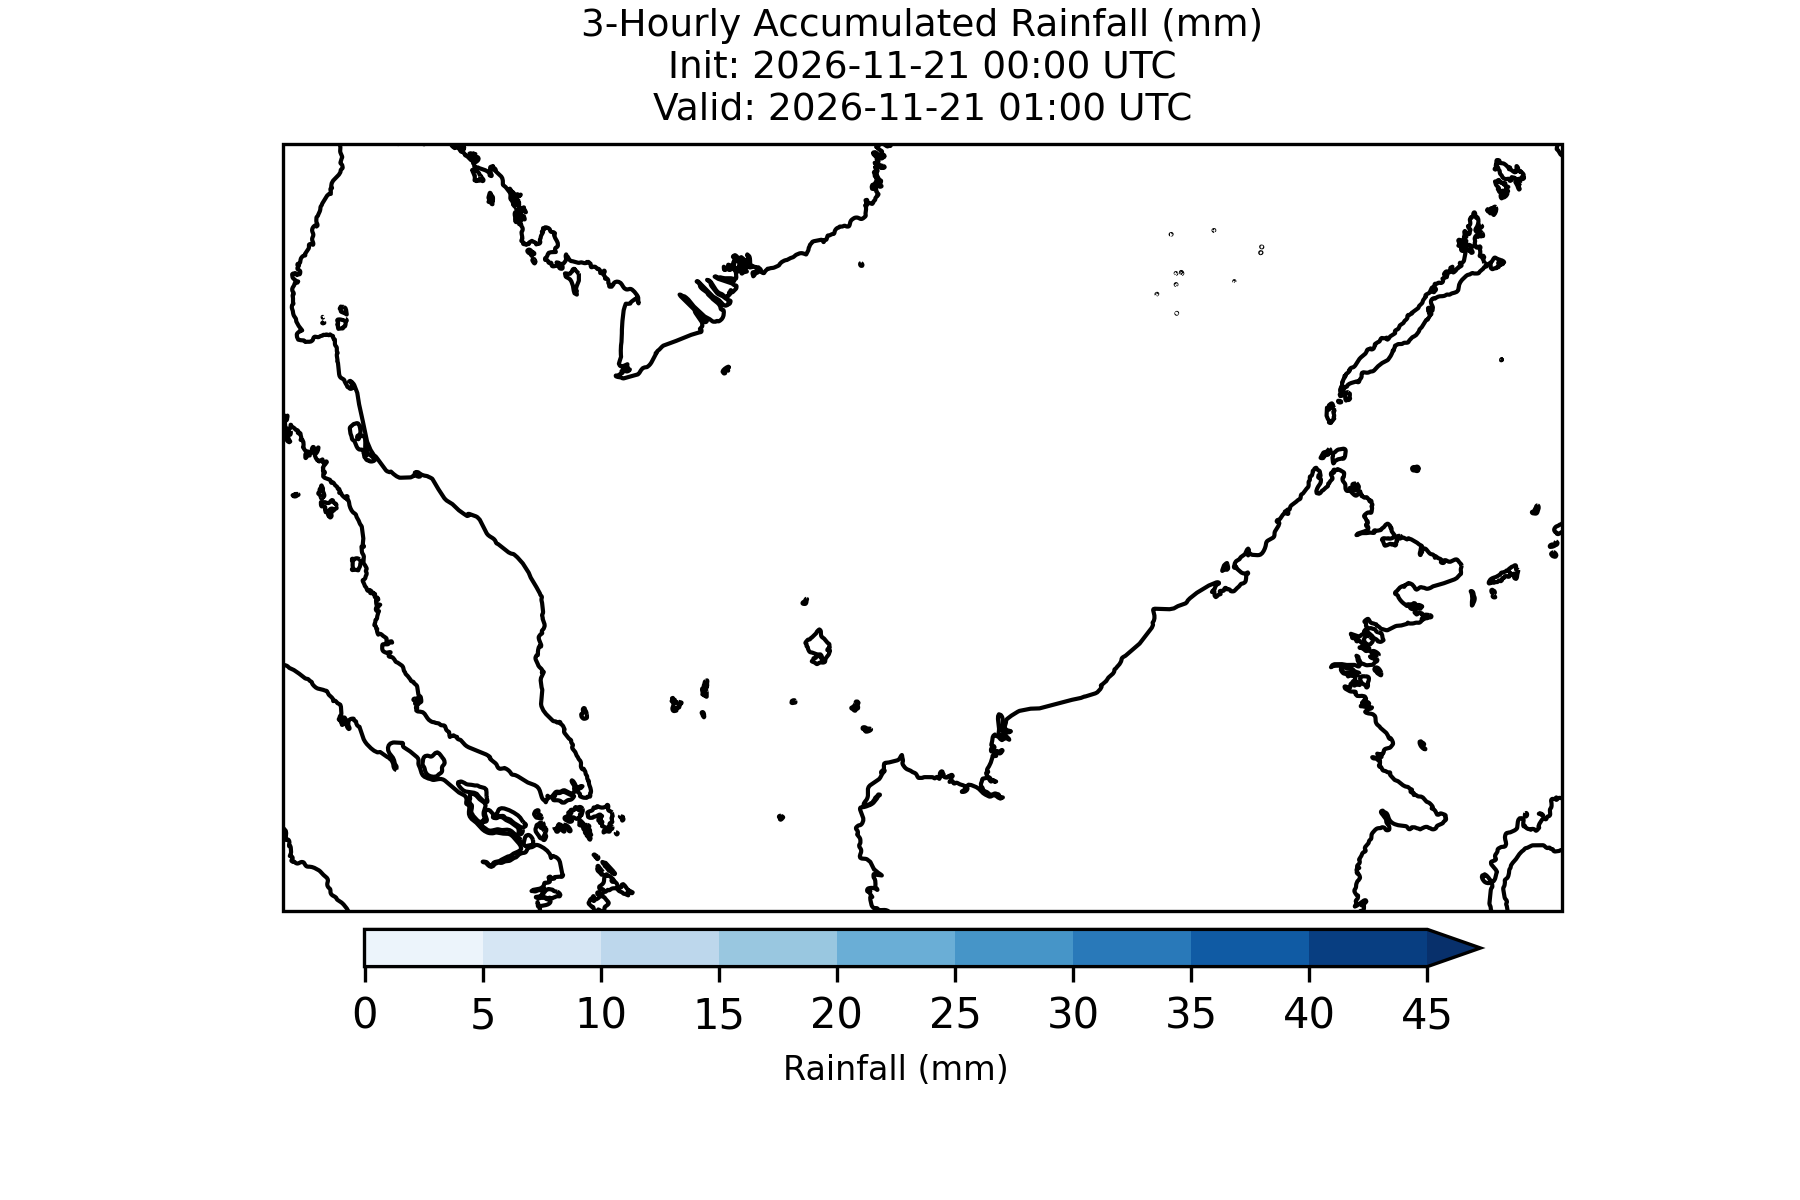 3-Hourly Accumulated Rainfall (mm)
Init: 2026-11-21 00:00 UTC
Valid: 2026-11-21 01:00 UTC
0 5 10 15 20 25 30 35 40 45
Rainfall (mm)